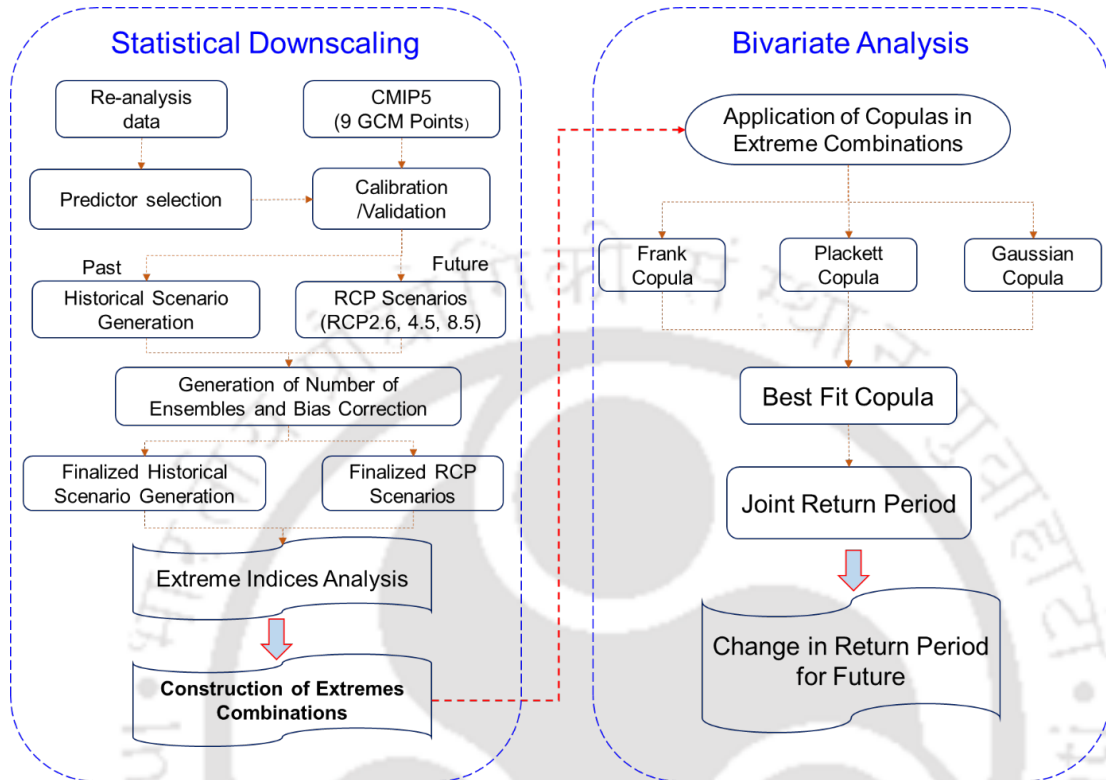 Statistical Downscaling
Re-analysis
data
CMIP5
(9 GCM Points)
Predictor selection
Calibration
/Validation
Past
Future
Historical Scenario
Generation
RCP Scenarios
(RCP2.6, 4.5, 8.5)
Generation of Number of
Ensembles and Bias Correction
Finalized Historical
Scenario Generation
Finalized RCP
Scenarios
Extreme Indices Analysis
Construction of Extremes
Combinations
Bivariate Analysis
Application of Copulas in
Extreme Combinations
Frank
Copula
Plackett
Copula
Gaussian
Copula
Best Fit Copula
Joint Return Period
Change in Return Period
for Future